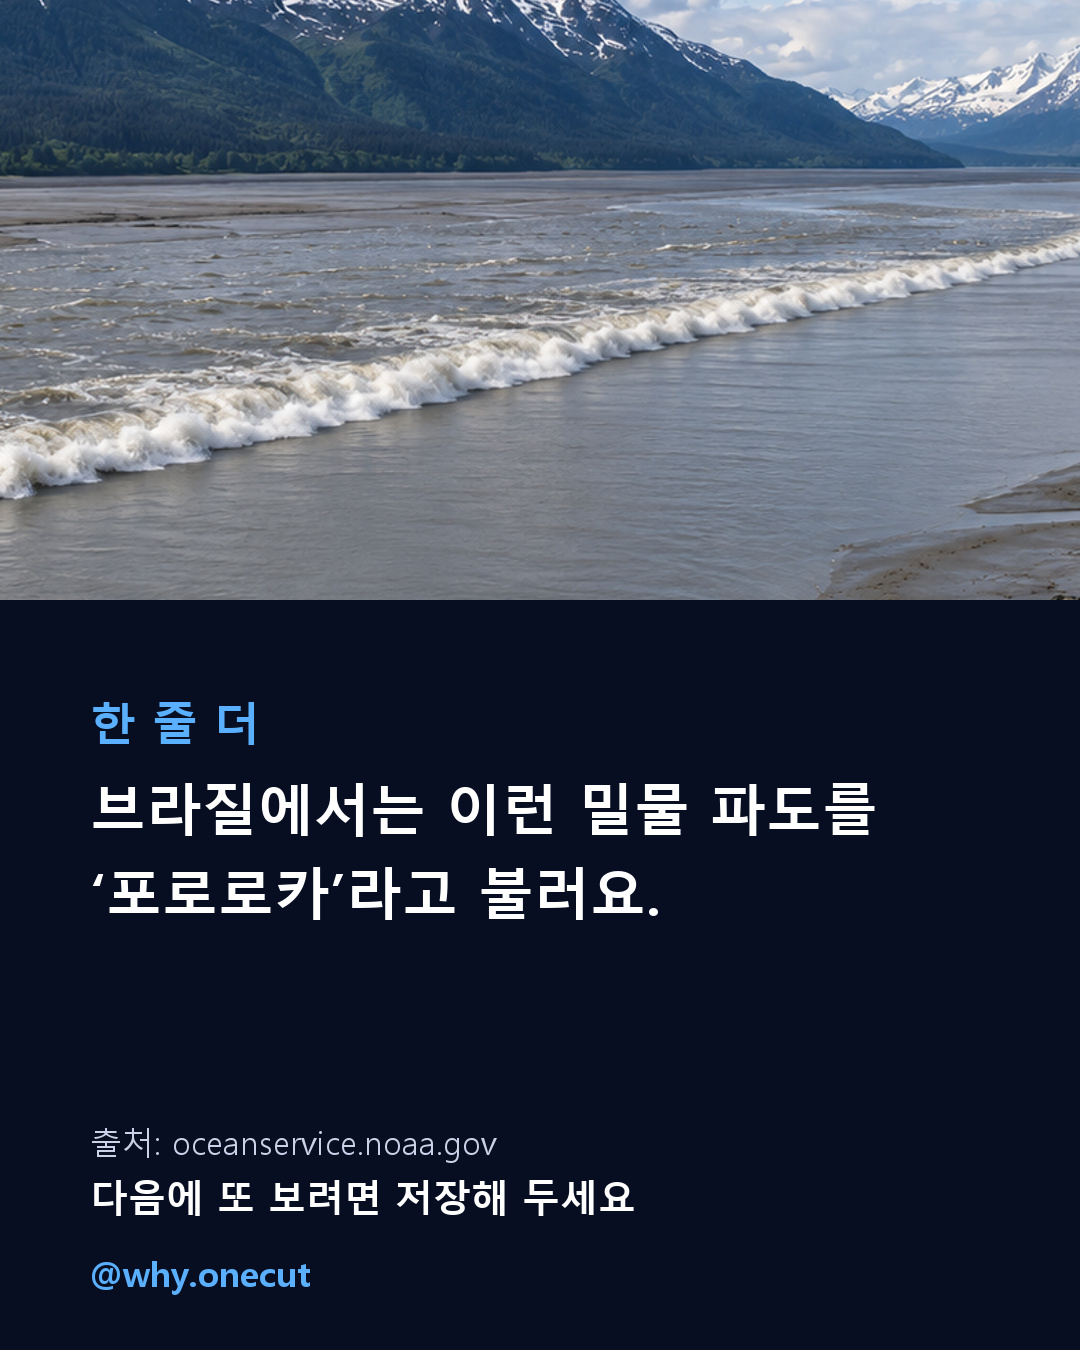 한 줄 더
브라질에서는 이런 밀물 파도를
‘포로로카’라고 불러요.
출처: oceanservice.noaa.gov
다음에 또 보려면 저장해 두세요
@why.onecut